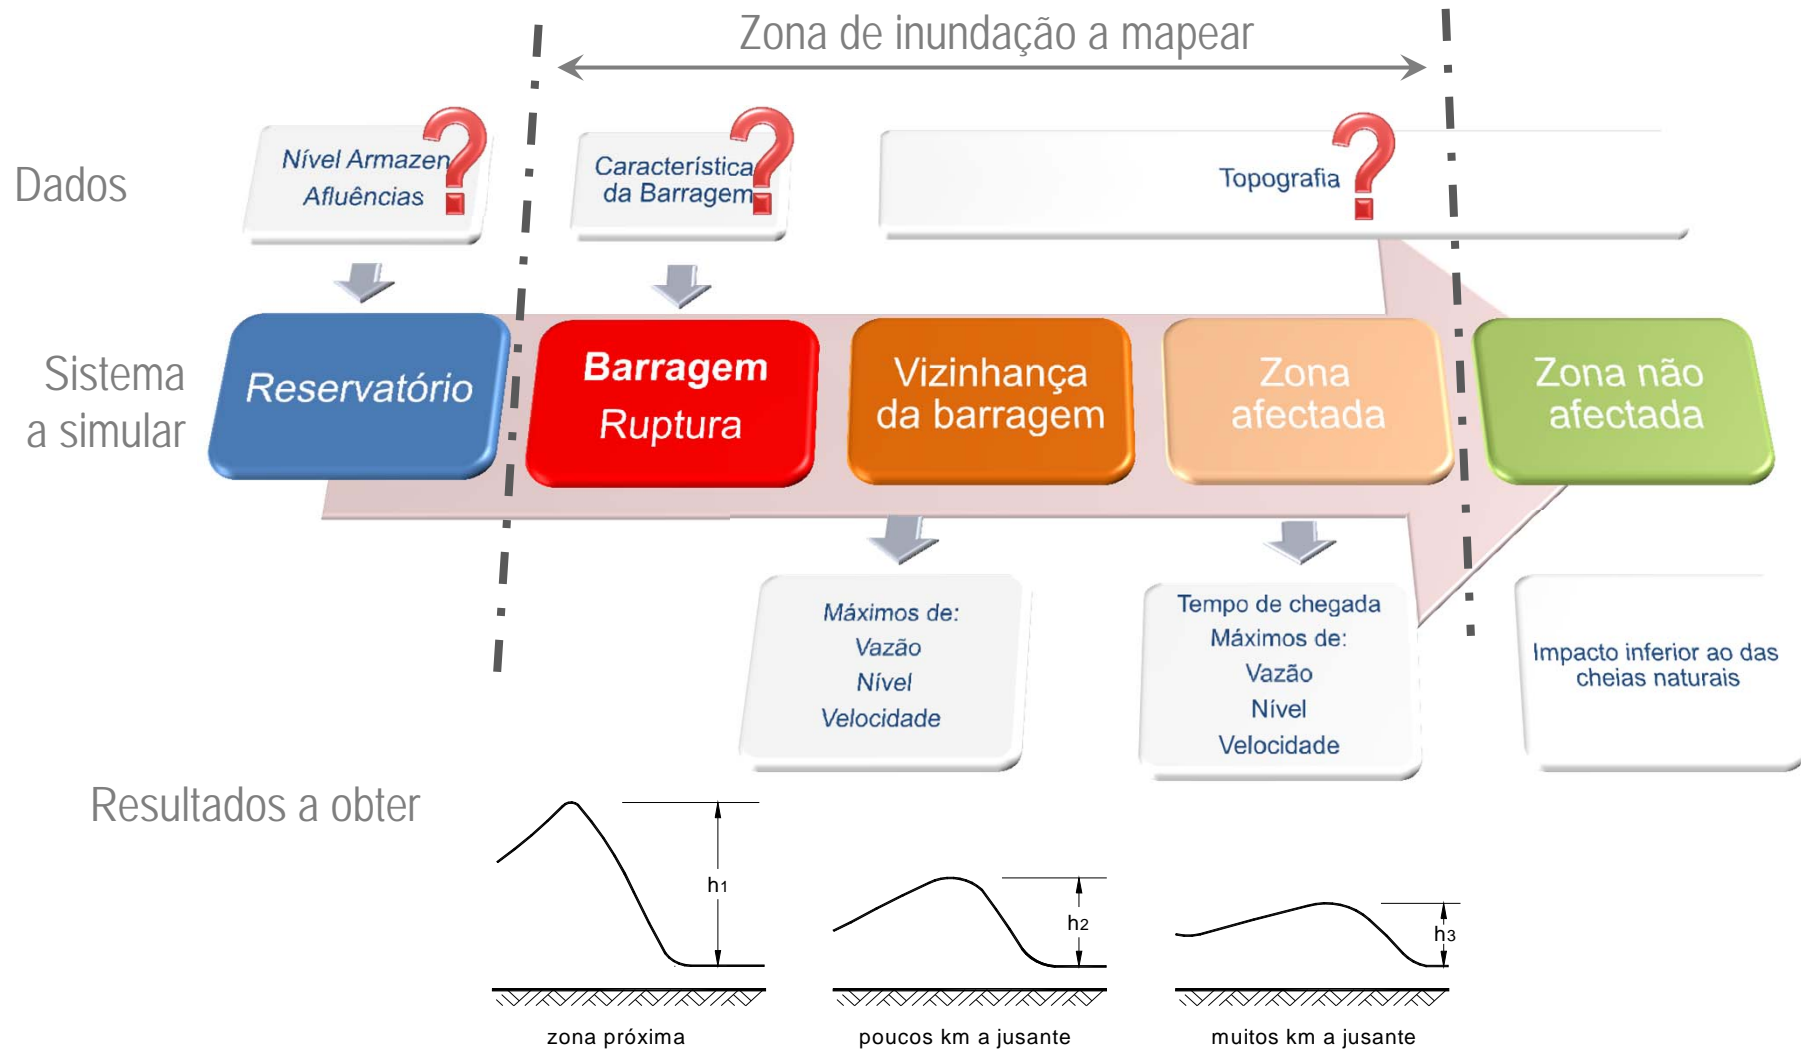 Zona de inundação a mapear
Dados
Nível Armazen
Afluências
?
Característica
da Barragem
?
Topografia
?
Sistema
a simular
Reservatório
Barragem
Ruptura
Vizinhança
da barragem
Zona
afectada
Zona não
afectada
Máximos de:
Vazão
Nível
Velocidade
Tempo de chegada
Máximos de:
Vazão
Nível
Velocidade
Impacto inferior ao das
cheias naturais
Resultados a obter
h1
h2
h3
zona próxima
poucos km a jusante
muitos km a jusante